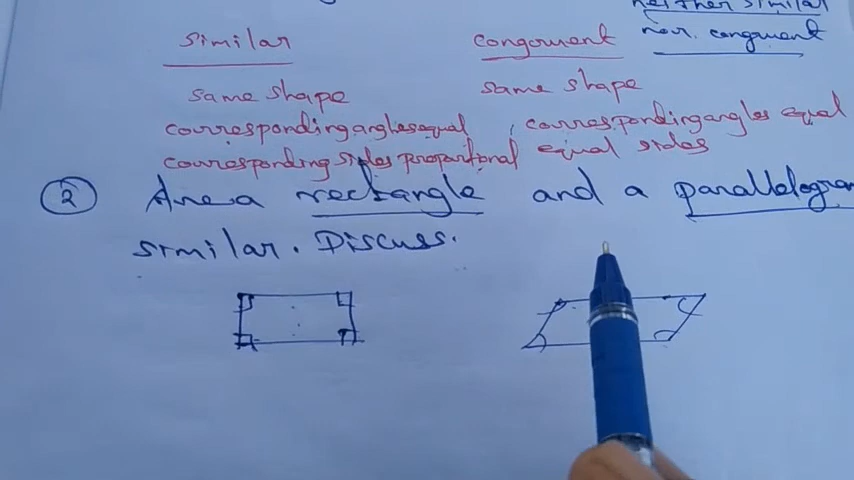 neither similar
similar congruent nor congruent
same shape same shape
corresponding angles equal, corresponding angles equal
corresponding sides proportional equal sides
② Are a rectangle and a parallelogram
similar. Discuss.